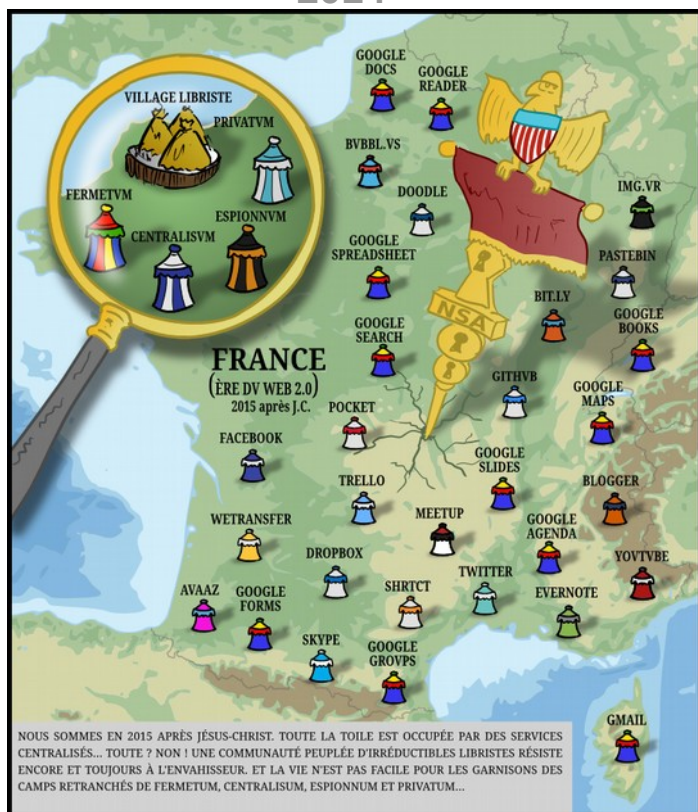 GOOGLE
DOCS
GOOGLE
READER
VILLAGE LIBRISTE
PRIVATVM
FERMETVM
CENTRALISVM
ESPIONNVM
BVBBL.VS
DOODLE
IMG.VR
GOOGLE
SPREADSHEET
PASTEBIN
NSA
BIT.LY
GOOGLE
BOOKS
GOOGLE
SEARCH
FRANCE
(ÈRE DV WEB 2.0)
2015 après J.C.
GITHVB
GOOGLE
MAPS
POCKET
FACEBOOK
TRELLO
GOOGLE
SLIDES
BLOGGER
WETRANSFER
MEETUP
GOOGLE
AGENDA
DROPBOX
YOVTVBE
AVAAZ
GOOGLE
FORMS
SHRTCT
TWITTER
EVERNOTE
SKYPE
GOOGLE
GROVPS
GMAIL
NOUS SOMMES EN 2015 APRÈS JÉSUS-CHRIST. TOUTE LA TOILE EST OCCUPÉE PAR DES SERVICES
CENTRALISÉS... TOUTE ? NON ! UNE COMMUNAUTÉ PEUPLÉE D'IRRÉDUCTIBLES LIBRISTES RÉSISTE
ENCORE ET TOUJOURS À L'ENVAHISSEUR. ET LA VIE N'EST PAS FACILE POUR LES GARNISONS DES
CAMPS RETRANCHÉS DE FERMETUM, CENTRALISUM, ESPIONNUM ET PRIVATUM...